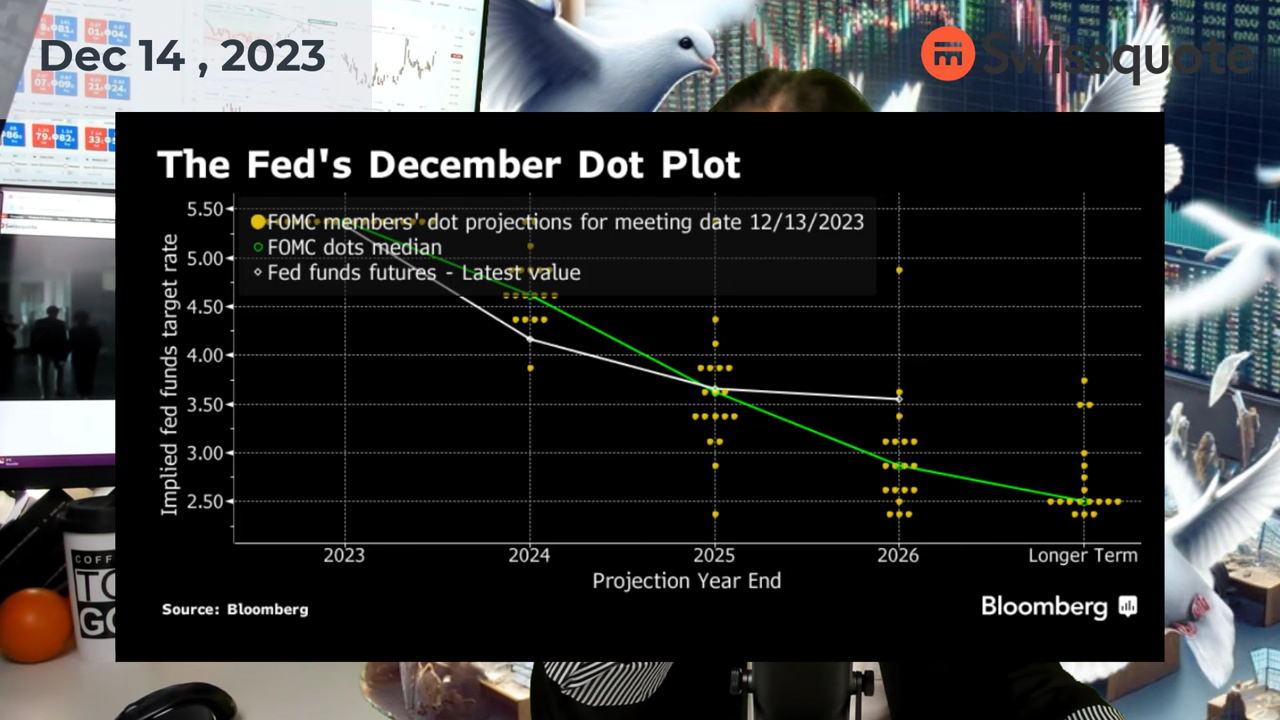 Dec 14 , 2023
Swissquote
The Fed's December Dot Plot
5.50
FOMC members' dot projections for meeting date 12/13/2023
FOMC dots median
5.00
Fed funds futures - Latest value
4.50
4.00
3.50
3.00
2.50
Implied fed funds target rate
2023
2024
2025
2026
Longer Term
Projection Year End
Source: Bloomberg
Bloomberg
COFF
TO
GO